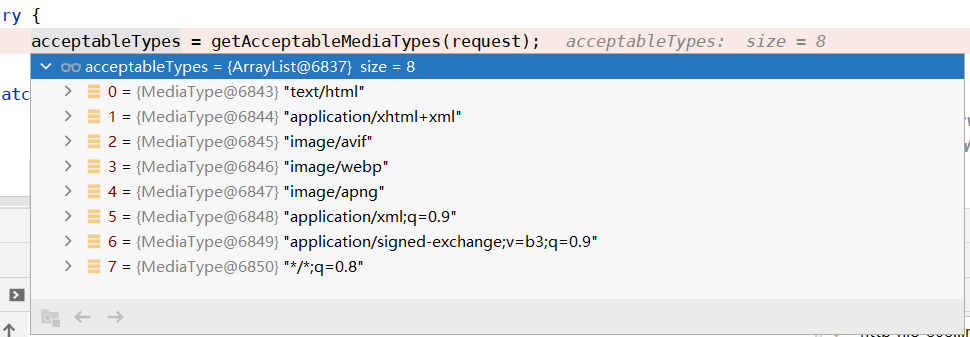 ry {
acceptableTypes = getAcceptableMediaTypes(request); acceptableTypes: size = 8
acceptableTypes = {ArrayList@6837} size = 8
atc
0 = {MediaType@6843} "text/html"
1 = {MediaType@6844} "application/xhtml+xml"
2 = {MediaType@6845} "image/avif"
3 = {MediaType@6846} "image/webp"
4 = {MediaType@6847} "image/apng"
5 = {MediaType@6848} "application/xml;q=0.9"
6 = {MediaType@6849} "application/signed-exchange;v=b3;q=0.9"
7 = {MediaType@6850} "*/*;q=0.8"